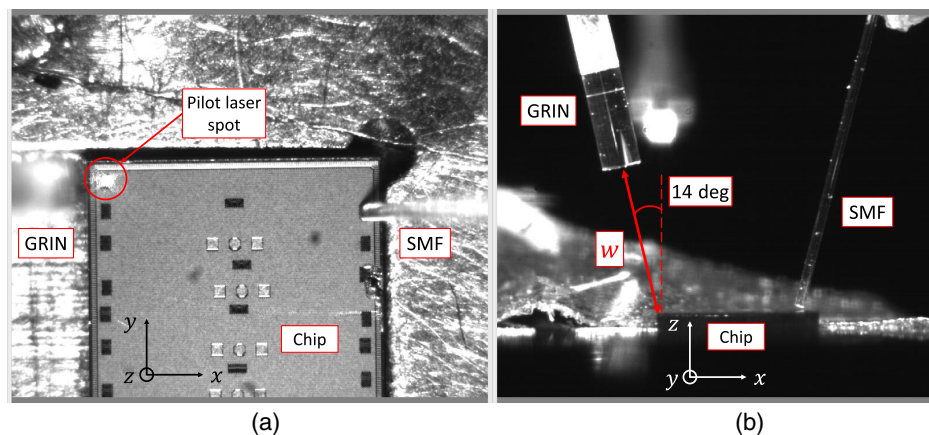 Pilot laser
spot
GRIN
SMF
Chip
y
z
x
(a)
GRIN
14 deg
SMF
w
z
Chip
y
x
(b)